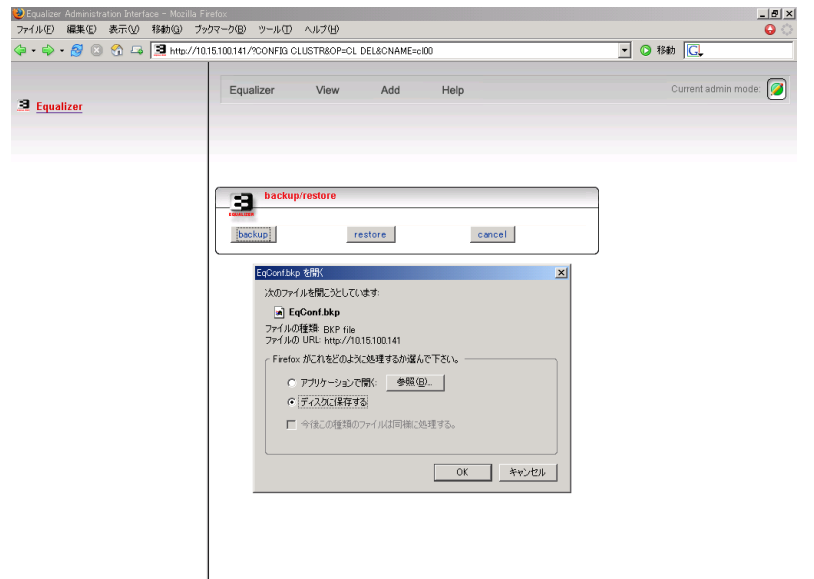 Equalizer Administration Interface - Mozilla Firefox
ファイル(F) 編集(E) 表示(V) 移動(G) ブックマーク(B) ツール(T) ヘルプ(H)
http://10.15.100.141/?CONFIG CLUSTR&OP=CL DEL&CNAME=cl00 移動 G
Equalizer
Equalizer View Add Help Current admin mode:
backup/restore
EQUALIZER
backup restore cancel
EqConf.bkp を開く
次のファイルを開こうとしています:
EqConf.bkp
ファイルの種類: BKP file
ファイルの URL: http://10.15.100.141
Firefox がこれをどのように処理するか選んで下さい。
アプリケーションで開く: 参照(B)...
ディスクに保存する
今後この種類のファイルは同様に処理する。
OK キャンセル